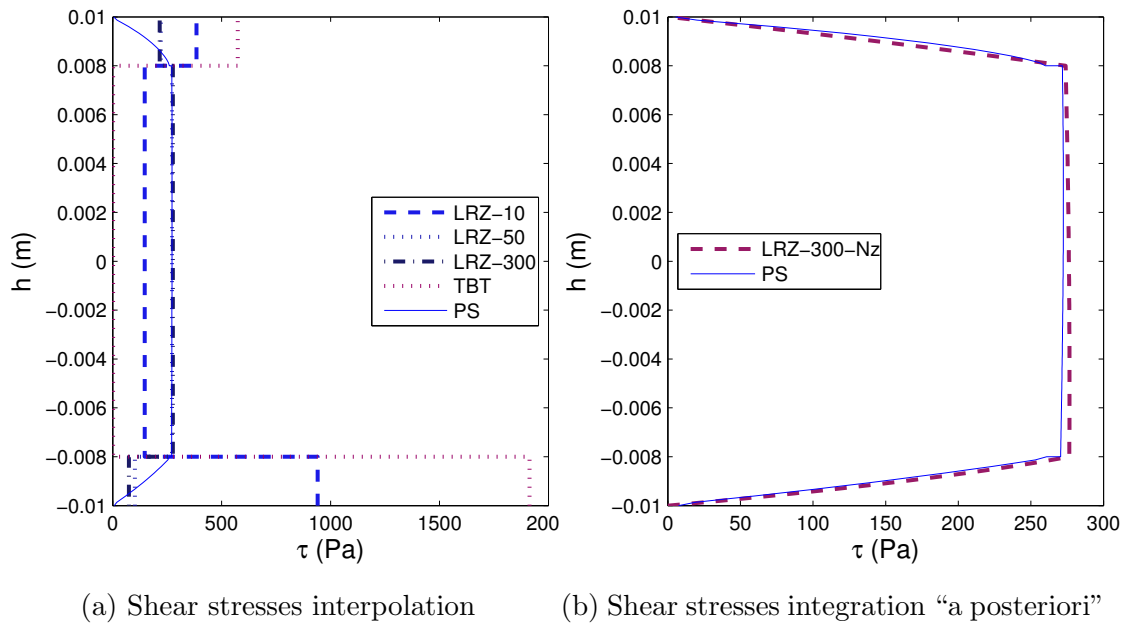 0.01
0.008
0.006
0.004
0.002
0
−0.002
−0.004
−0.006
−0.008
−0.01
h (m)
0
500
1000
1500
200
τ (Pa)
LRZ−10
LRZ−50
LRZ−300
TBT
PS
(a) Shear stresses interpolation
0.01
0.008
0.006
0.004
0.002
0
−0.002
−0.004
−0.006
−0.008
−0.01
h (m)
0
50
100
150
200
250
300
τ (Pa)
LRZ−300−Nz
PS
(b) Shear stresses integration “a posteriori”